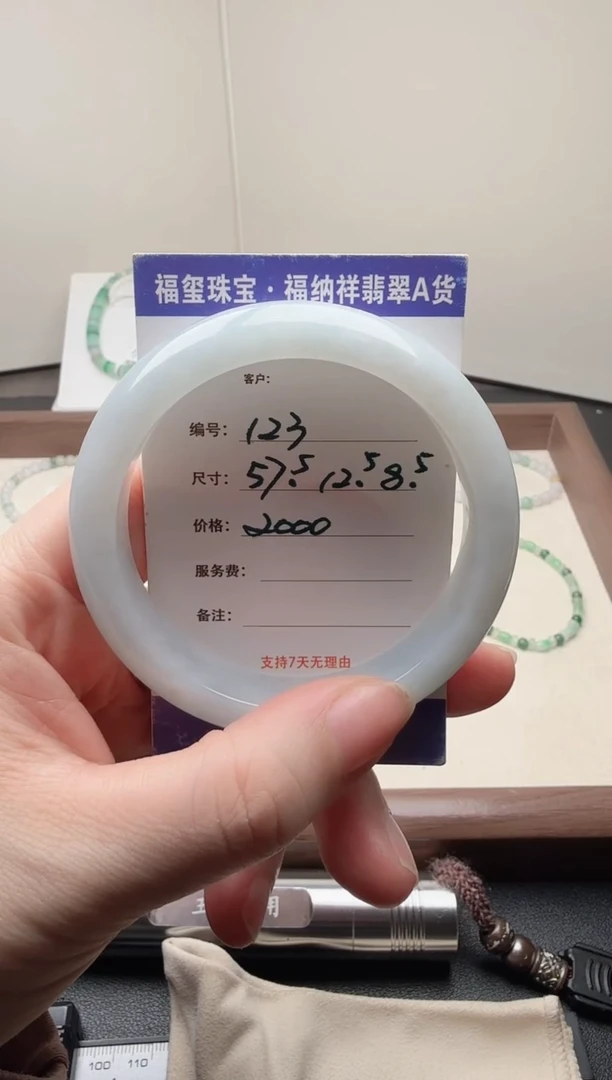 福玺珠宝·福纳祥翡翠A货
客户:
编号: 123
尺寸: 57.5 12.5 8.5
价格: 2000
服务费:
备注:
支持7天无理由
用
100 110